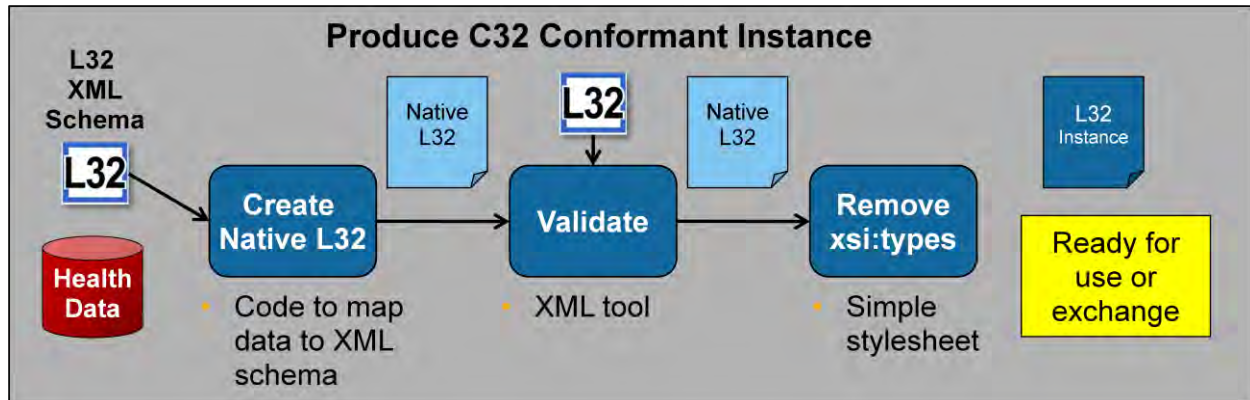 Produce C32 Conformant Instance
L32
XML
Schema
L32
Native
L32
L32
Native
L32
L32
Instance
Create
Native L32
Validate
Remove
xsi:types
Health
Data
• Code to map
data to XML
schema
• XML tool
• Simple
stylesheet
Ready for
use or
exchange